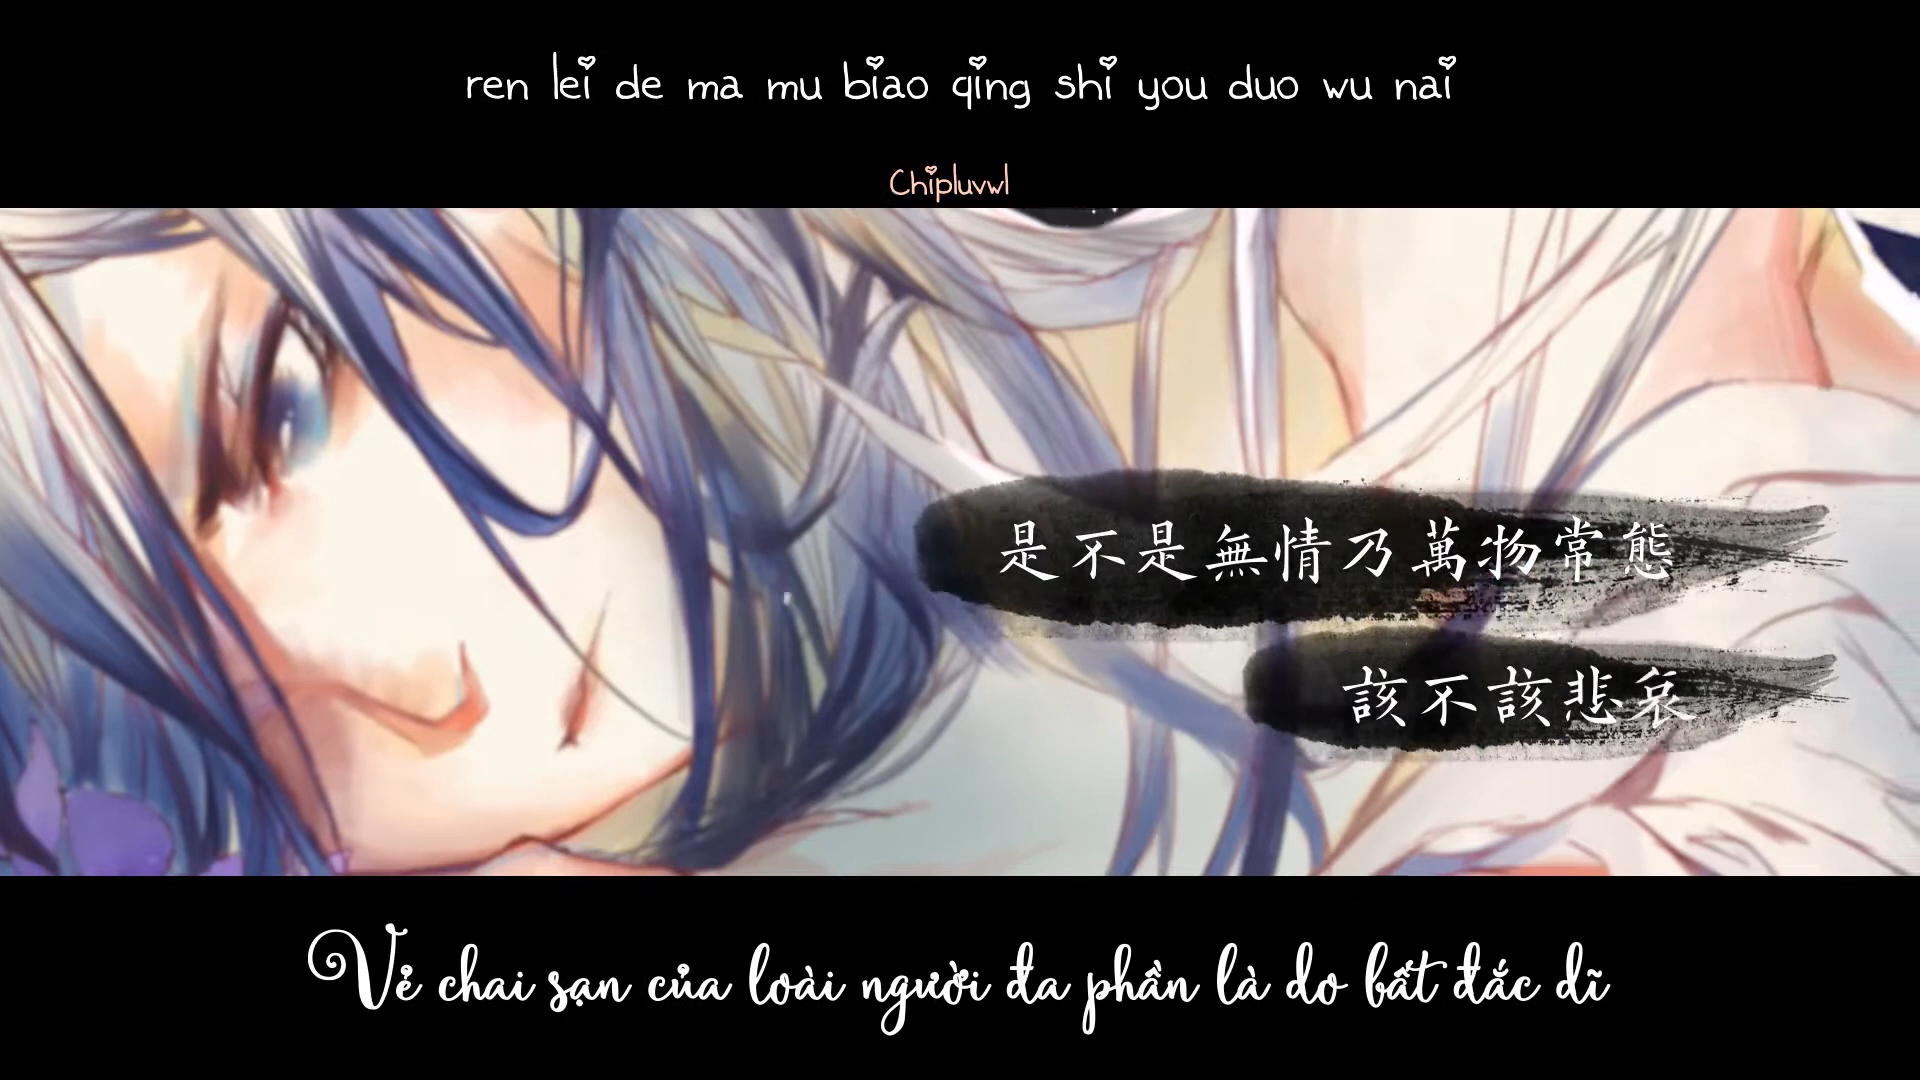 ren lei de ma mu biao qing shi you duo wu nai
Chipluvwl
是不是無情乃萬物常態
該不該悲哀
Vẻ chai sạn của loài người đa phần là do bất đắc dĩ